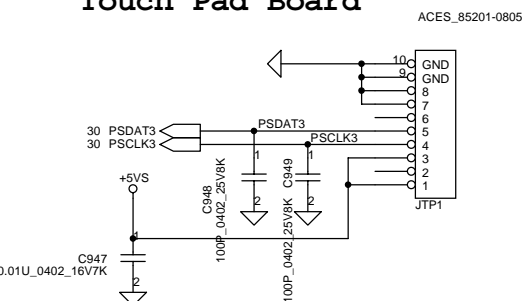 Touch Pad Board
ACES_85201-0805
10 GND
9 GND
8
7
6
30 PSDAT3 PSDAT3 5
30 PSCLK3 PSCLK3 4
3
2
1
JTP1
1
1
+5VS
C948
100P_0402_25V8K
2
C949
100P_0402_25V8K
2
1
C947
0.01U_0402_16V7K
2